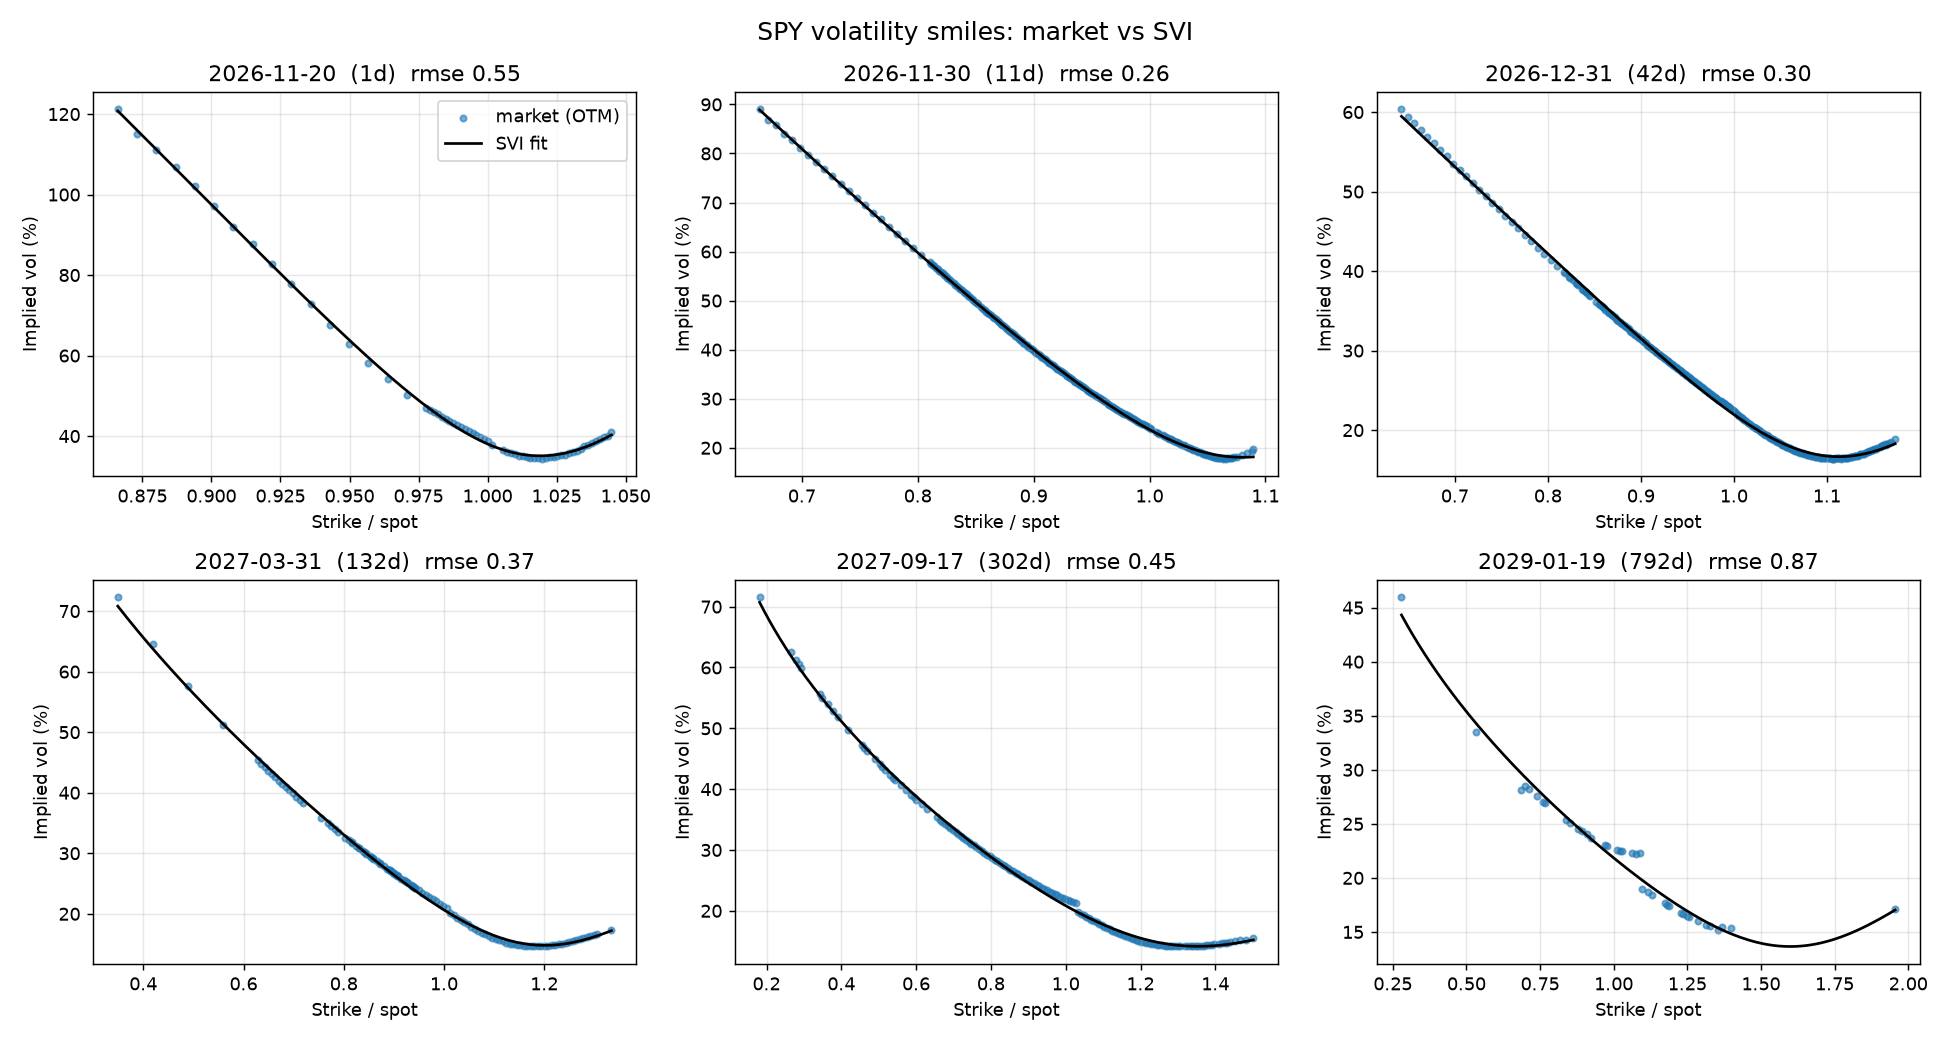 SPY volatility smiles: market vs SVI
2026-11-20  (1d)  rmse 0.55
market (OTM)
SVI fit
Implied vol (%)
120
100
80
60
40
0.875 0.900 0.925 0.950 0.975 1.000 1.025 1.050
Strike / spot
2026-11-30  (11d)  rmse 0.26
Implied vol (%)
90
80
70
60
50
40
30
20
0.7 0.8 0.9 1.0 1.1
Strike / spot
2026-12-31  (42d)  rmse 0.30
Implied vol (%)
60
50
40
30
20
0.7 0.8 0.9 1.0 1.1
Strike / spot
2027-03-31  (132d)  rmse 0.37
Implied vol (%)
70
60
50
40
30
20
0.4 0.6 0.8 1.0 1.2
Strike / spot
2027-09-17  (302d)  rmse 0.45
Implied vol (%)
70
60
50
40
30
20
0.2 0.4 0.6 0.8 1.0 1.2 1.4
Strike / spot
2029-01-19  (792d)  rmse 0.87
Implied vol (%)
45
40
35
30
25
20
15
0.25 0.50 0.75 1.00 1.25 1.50 1.75 2.00
Strike / spot